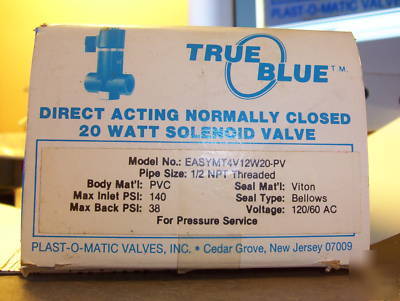 PLAST-O-MATIC VALVES
TRUE
BLUE™
DIRECT ACTING NORMALLY CLOSED
20 WATT SOLENOID VALVE
Model No.: EASYMT4V12W20-PV
Pipe Size: 1/2 NPT Threaded
Body Mat'l: PVC Seal Mat'l: Viton
Max Inlet PSI: 140 Seal Type: Bellows
Max Back PSI: 38 Voltage: 120/60 AC
For Pressure Service
PLAST-O-MATIC VALVES, INC. • Cedar Grove, New Jersey 07009